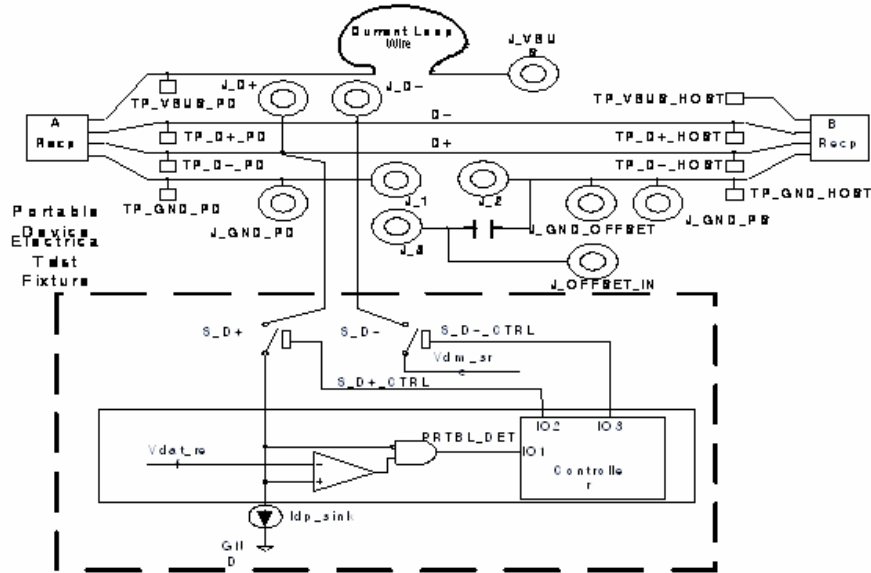 Current Loop
Wire
J_VBU
S
J_D+
J_D-
TP_VBUS_PD
TP_VBUS_HOST
A
Recp
D-
B
Recp
TP_D+_PD
TP_D+_HOST
D+
TP_D-_PD
TP_D-_HOST
TP_GND_PD
J_1
J_2
TP_GND_HOST
J_GND_PD
J_GND_OFFSET
J_GND_PB
J_3
J_OFFSET_IN
Portable
Device
Electrica
Test
Fixture
S_D+
S_D-
S_D-_CTRL
Vdm_sr
c
S_D+_CTRL
IO2
IO3
PRTBL_DET
IO1
Vdat_re
f
Controlle
r
Idp_sink
D